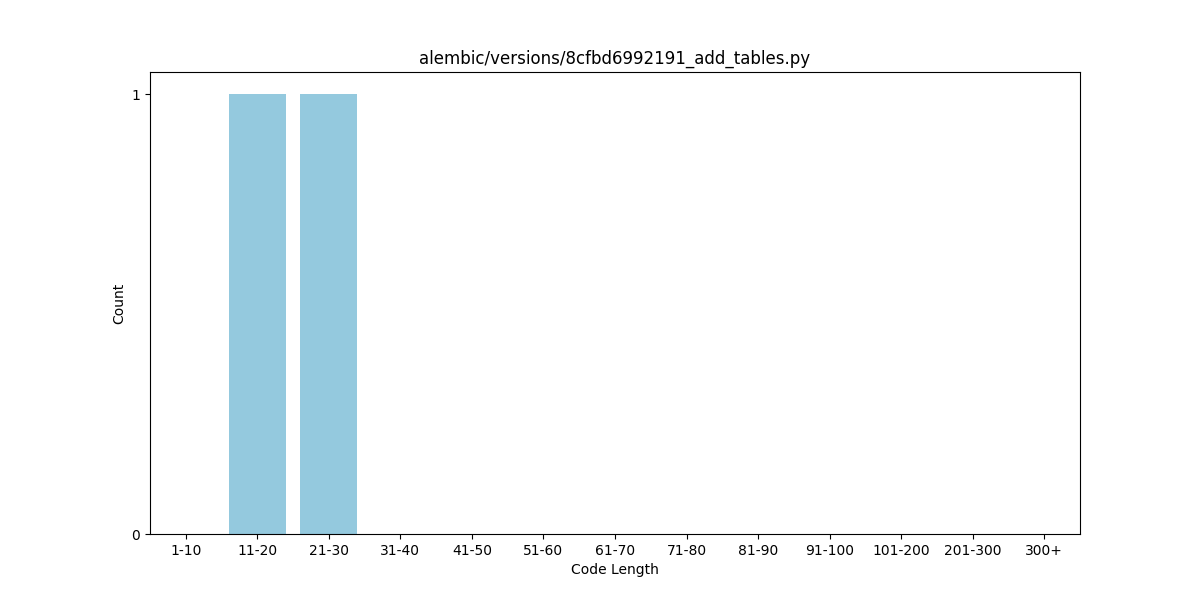 alembic/versions/8cfbd6992191_add_tables.py
1
Count
0
1-10 11-20 21-30 31-40 41-50 51-60 61-70 71-80 81-90 91-100 101-200 201-300 300+
Code Length